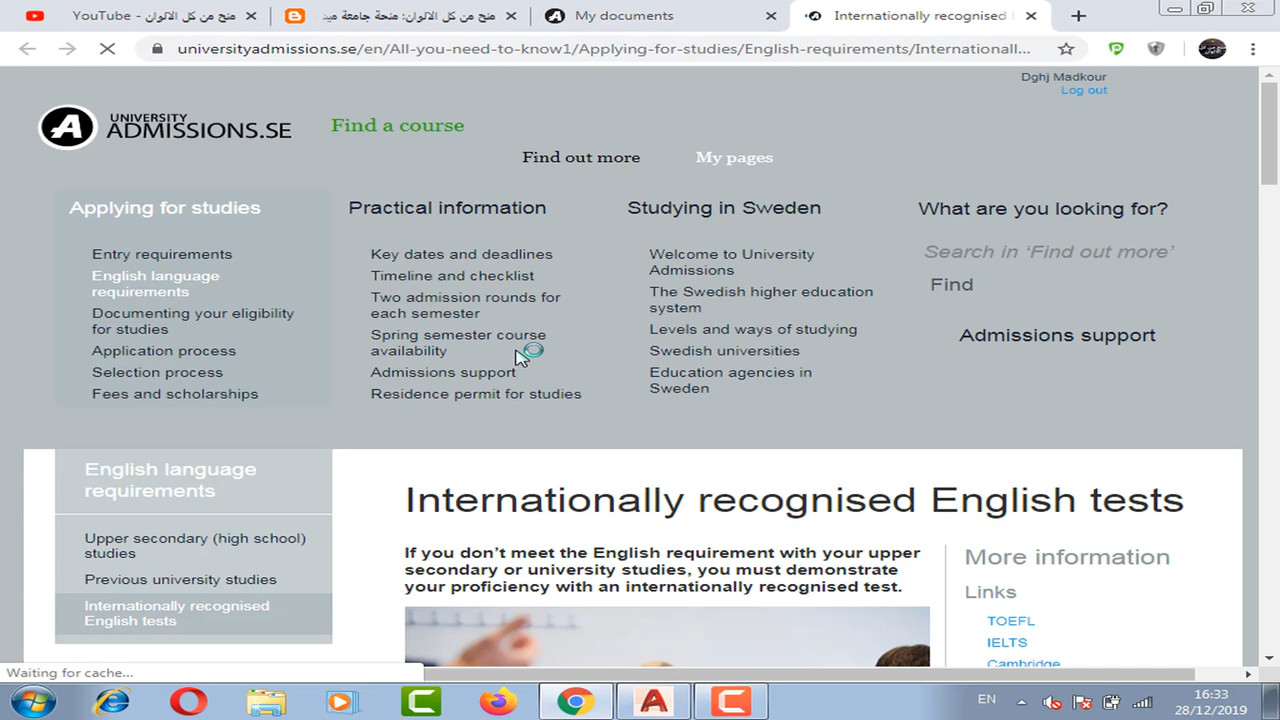 YouTube - منح من كل الالوان
منح من كل الالوان: منحة جامعة ميد
My documents
Internationally recognised E
universityadmissions.se/en/All-you-need-to-know1/Applying-for-studies/English-requirements/Internationall...
Dghj Madkour
Log out
UNIVERSITY
ADMISSIONS.SE
Find a course
Find out more
My pages
Applying for studies
Entry requirements
English language
requirements
Documenting your eligibility
for studies
Application process
Selection process
Fees and scholarships
Practical information
Key dates and deadlines
Timeline and checklist
Two admission rounds for
each semester
Spring semester course
availability
Admissions support
Residence permit for studies
Studying in Sweden
Welcome to University
Admissions
The Swedish higher education
system
Levels and ways of studying
Swedish universities
Education agencies in
Sweden
What are you looking for?
Search in ‘Find out more’
Find
Admissions support
English language
requirements
Upper secondary (high school)
studies
Previous university studies
Internationally recognised
English tests
Internationally recognised English tests
If you don’t meet the English requirement with your upper
secondary or university studies, you must demonstrate
your proficiency with an internationally recognised test.
More information
Links
TOEFL
IELTS
Cambridge
Waiting for cache...
EN
16:33
28/12/2019